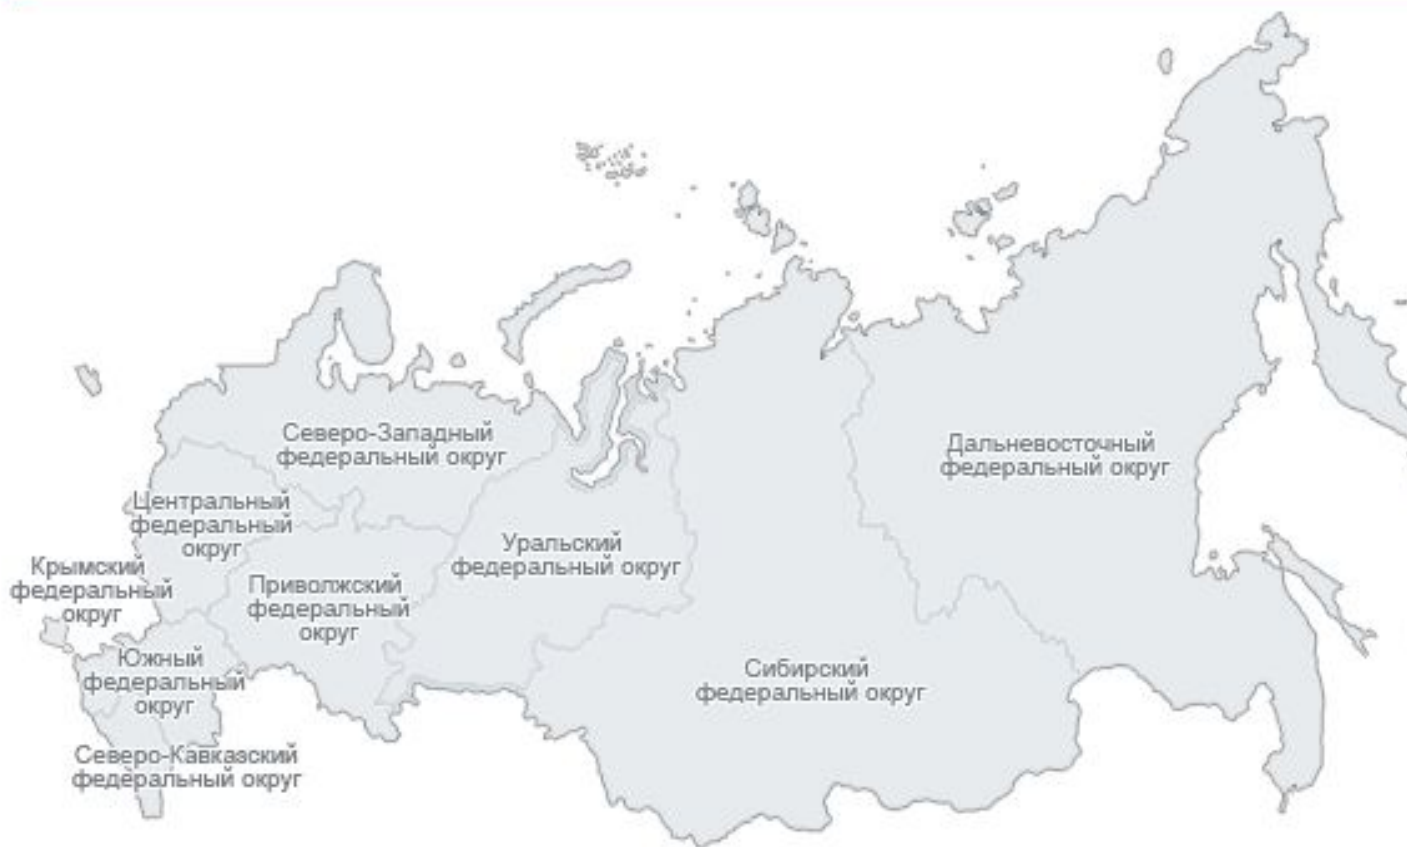 Северо-Западный
федеральный округ
Дальневосточный
федеральный округ
Центральный
федеральный
округ
Уральский
федеральный округ
Крымский
федеральный
округ
Приволжский
федеральный
округ
Южный
федеральный
округ
Сибирский
федеральный округ
Северо-Кавказский
федеральный округ